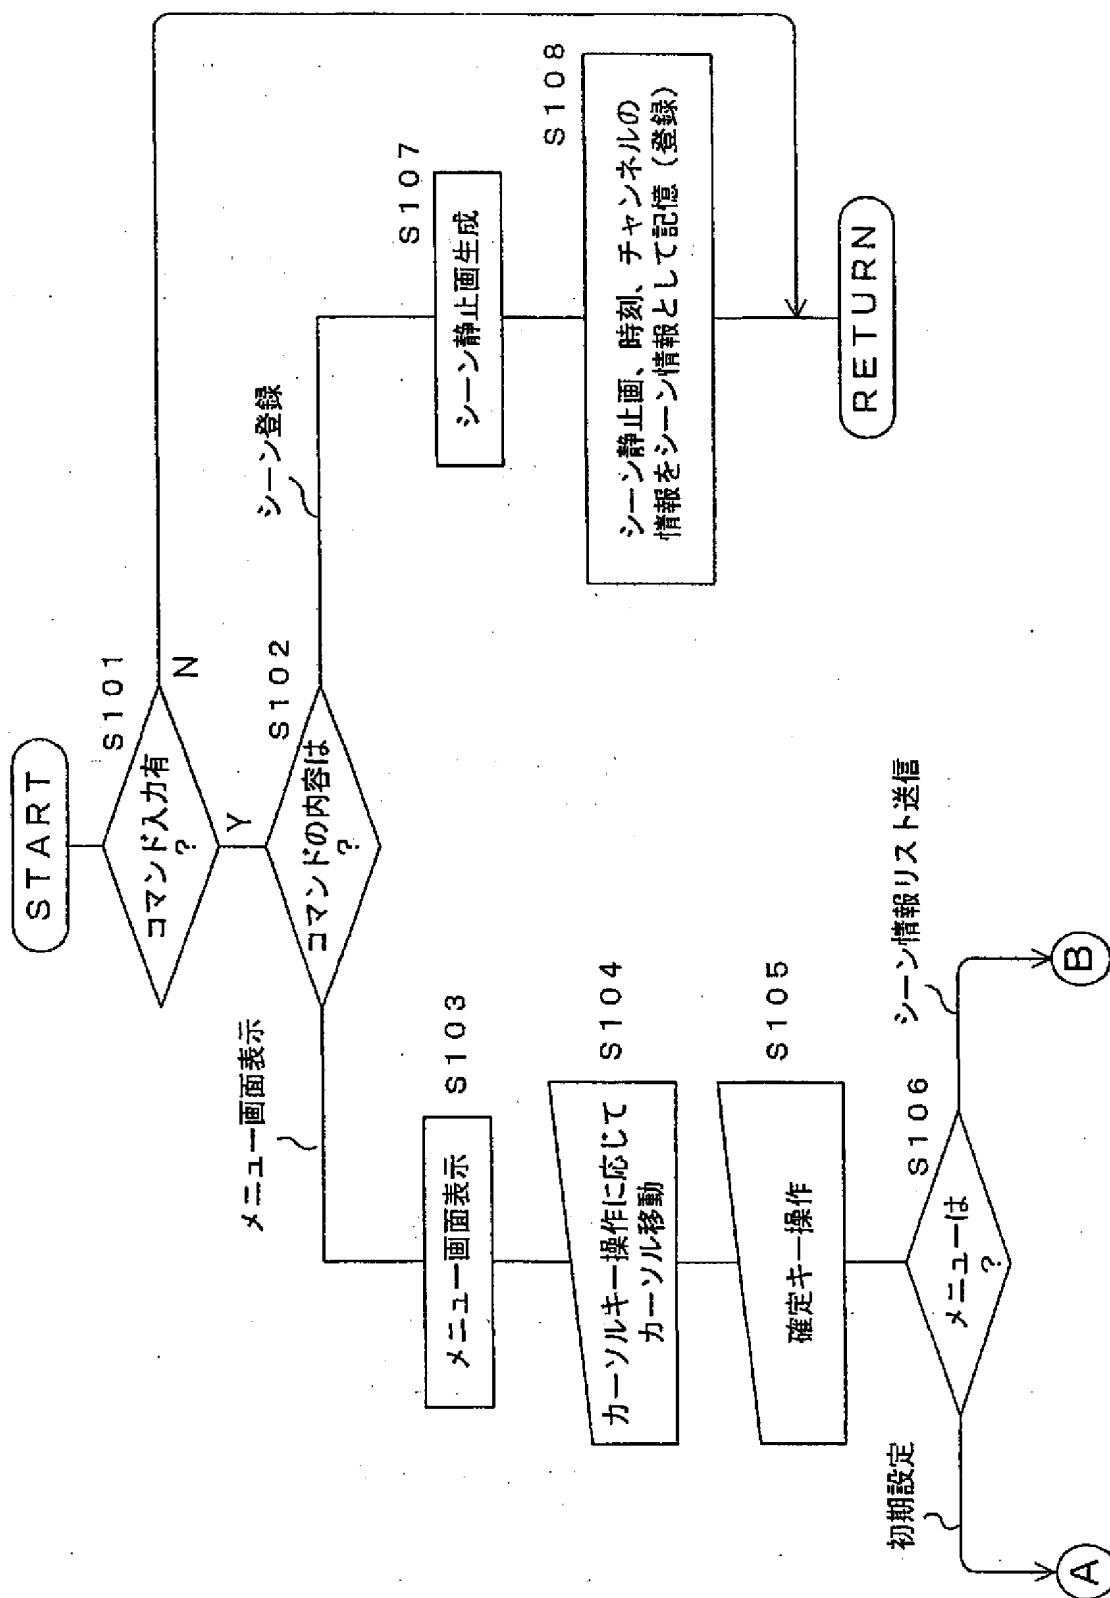 START
S101
コマンド入力有
?
N
Y
S102
コマンドの内容は
?
メニュー画面表示
シーン登録
S103
メニュー画面表示
S104
カーソルキー操作に応じて
カーソル移動
S105
確定キー操作
S106
メニューは
?
初期設定
シーン情報リスト送信
A
B
S107
シーン静止画生成
S108
シーン静止画、時刻、チャンネルの
情報をシーン情報として記憶(登録)
RETURN